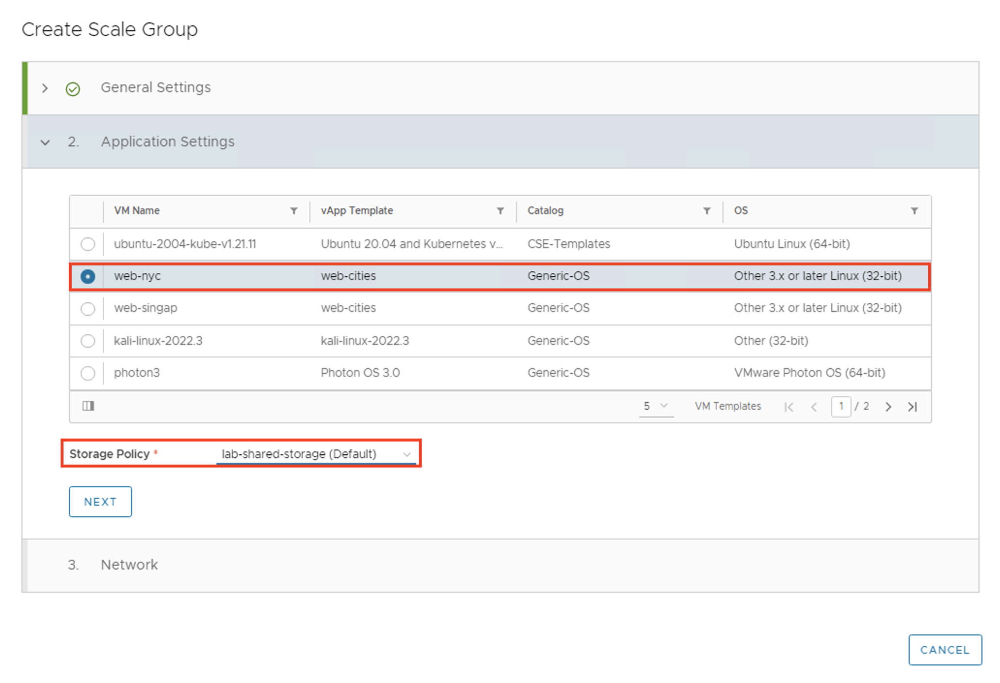 Create Scale Group
General Settings
2. Application Settings
VM Name vApp Template Catalog OS
ubuntu-2004-kube-v1.21.11 Ubuntu 20.04 and Kubernetes v... CSE-Templates Ubuntu Linux (64-bit)
web-nyc web-cities Generic-OS Other 3.x or later Linux (32-bit)
web-singap web-cities Generic-OS Other 3.x or later Linux (32-bit)
kali-linux-2022.3 kali-linux-2022.3 Generic-OS Other (32-bit)
photon3 Photon OS 3.0 Generic-OS VMware Photon OS (64-bit)
5 VM Templates 1 / 2
Storage Policy * lab-shared-storage (Default)
NEXT
3. Network
CANCEL